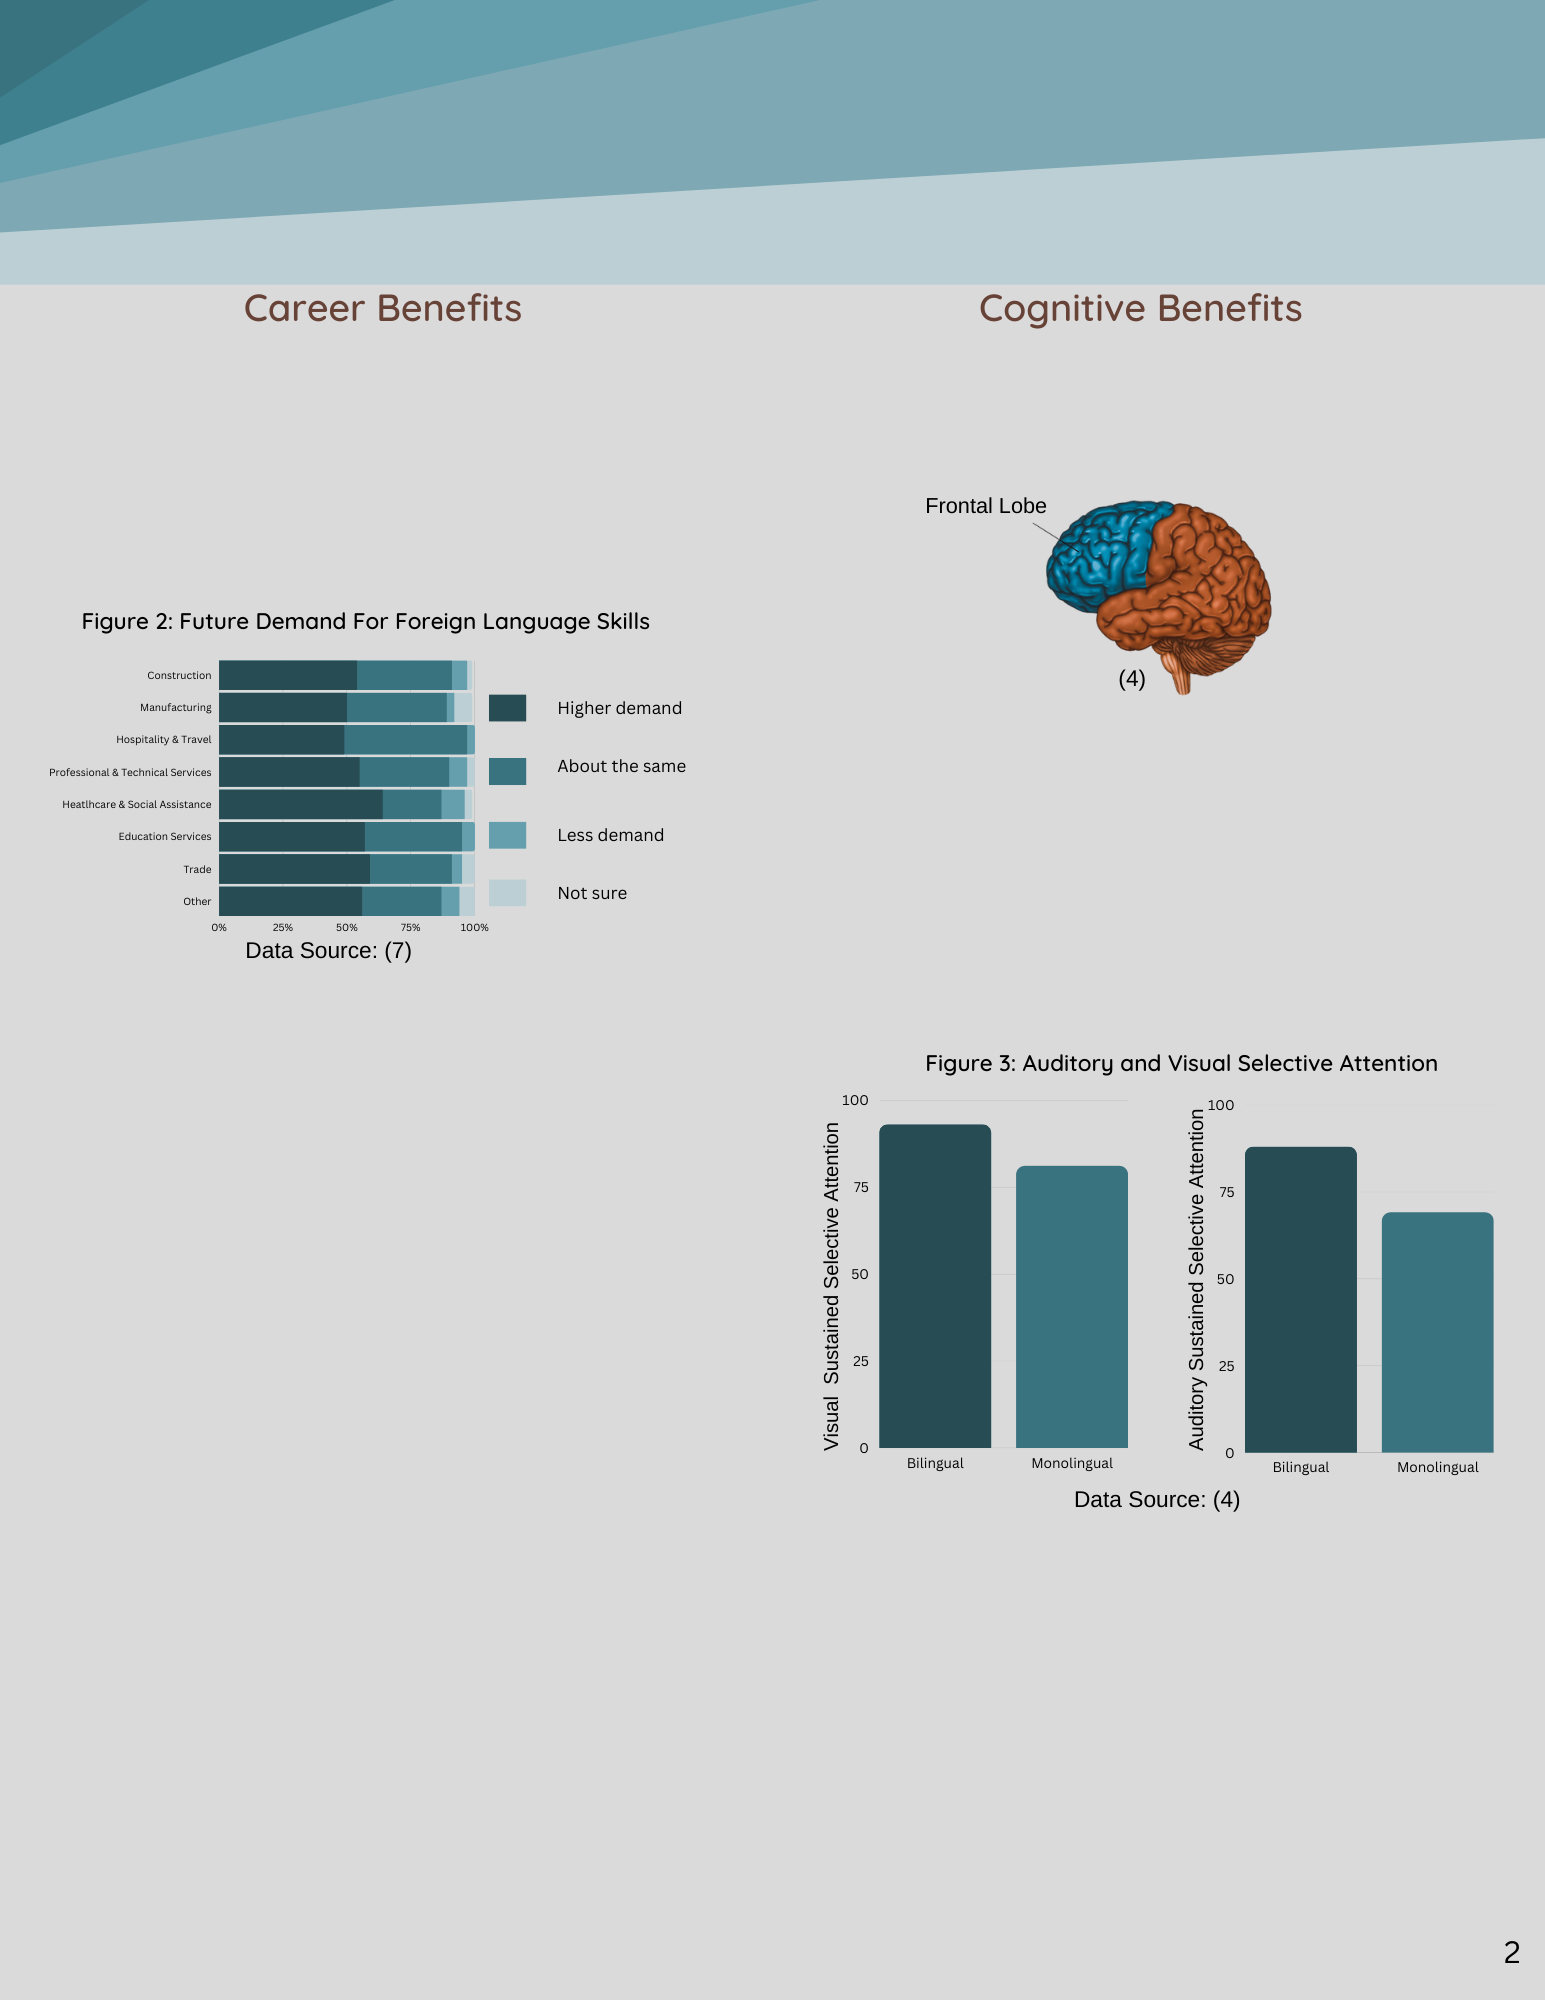 Career Benefits
Cognitive Benefits
Figure 2: Future Demand For Foreign Language Skills
Construction
Manufacturing
Hospitality & Travel
Professional & Technical Services
Heatlhcare & Social Assistance
Education Services
Trade
Other
0% 25% 50% 75% 100%
Higher demand
About the same
Less demand
Not sure
Data Source: (7)
Frontal Lobe
(4)
Figure 3: Auditory and Visual Selective Attention
Visual Sustained Selective Attention
100
75
50
25
0
Bilingual Monolingual
Auditory Sustained Selective Attention
100
75
50
25
0
Bilingual Monolingual
Data Source: (4)
2